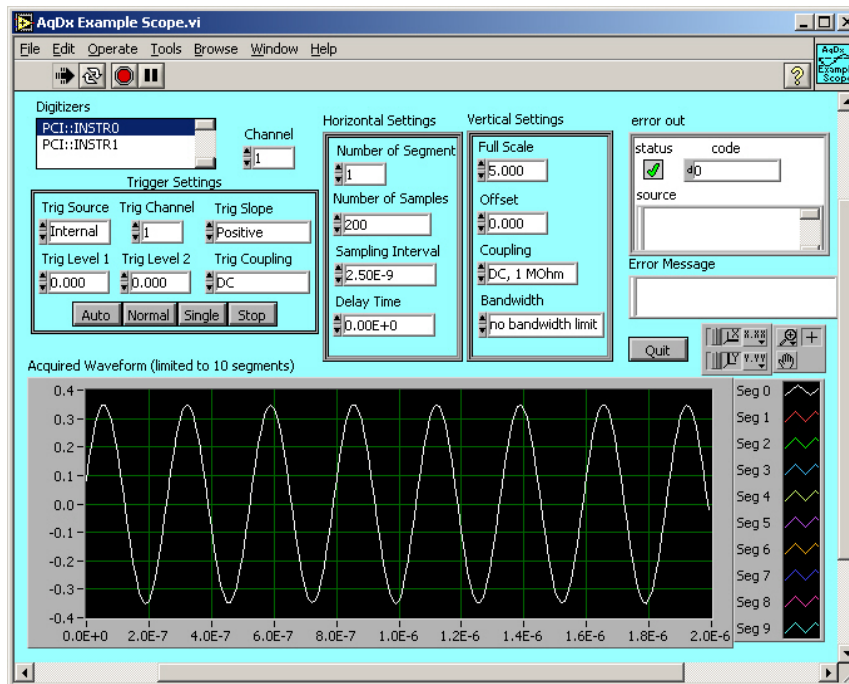 AqDx Example Scope.vi
File Edit Operate Tools Browse Window Help
AqDx
Example
Scope
Digitizers
PCI::INSTR0
PCI::INSTR1
Channel
1
Trigger Settings
Trig Source Trig Channel Trig Slope
Internal 1 Positive
Trig Level 1 Trig Level 2 Trig Coupling
0.000 0.000 DC
Auto Normal Single Stop
Horizontal Settings
Number of Segment
1
Number of Samples
200
Sampling Interval
2.50E-9
Delay Time
0.00E+0
Vertical Settings
Full Scale
5.000
Offset
0.000
Coupling
DC, 1 MOhm
Bandwidth
no bandwidth limit
error out
status code
d0
source
Error Message
Quit
X X.XX
Y Y.YY
Acquired Waveform (limited to 10 segments)
0.4
0.3
0.2
0.1
0.0
-0.1
-0.2
-0.3
-0.4
0.0E+0 2.0E-7 4.0E-7 6.0E-7 8.0E-7 1.0E-6 1.2E-6 1.4E-6 1.6E-6 1.8E-6 2.0E-6
Seg 0
Seg 1
Seg 2
Seg 3
Seg 4
Seg 5
Seg 6
Seg 7
Seg 8
Seg 9